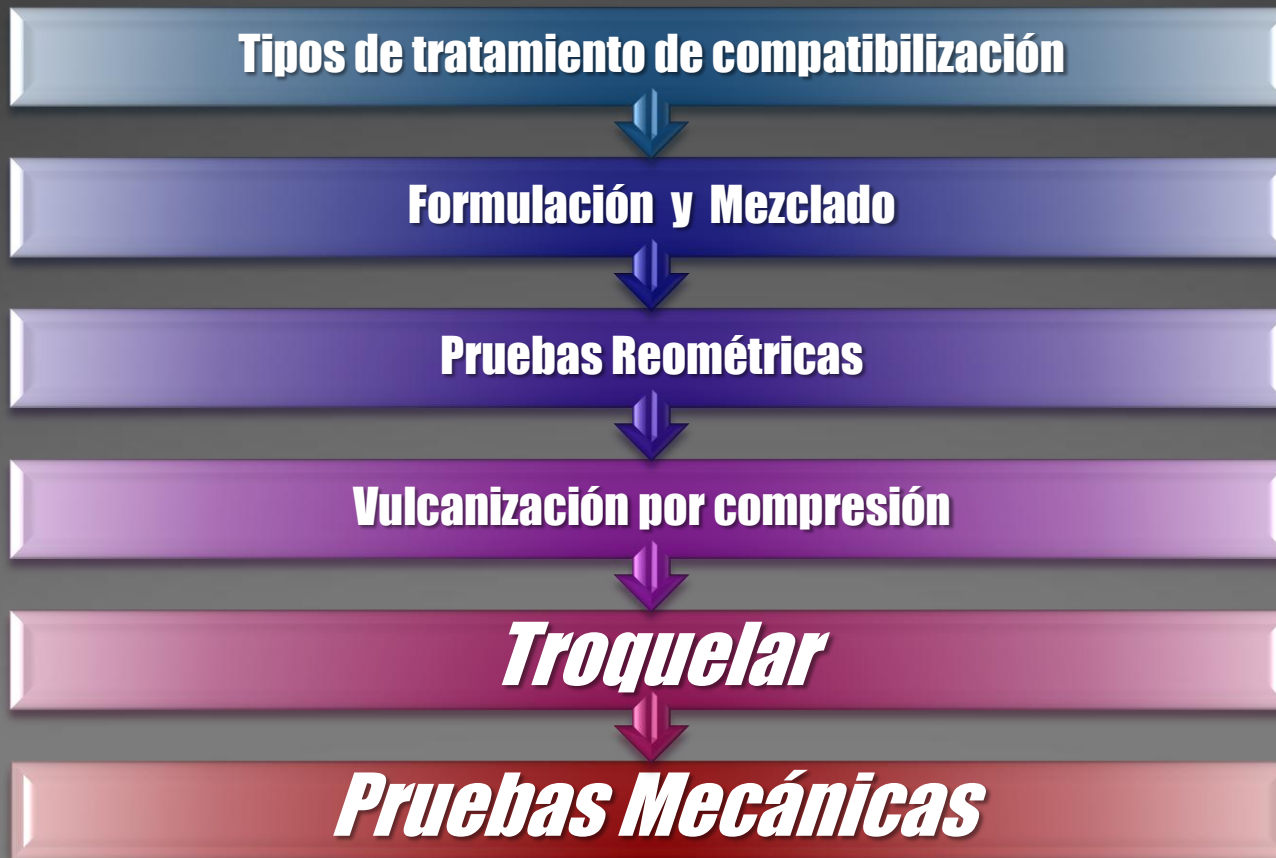 Tipos de tratamiento de compatibilización
Formulación y Mezclado
Pruebas Reométricas
Vulcanización por compresión
Troquelar
Pruebas Mecánicas